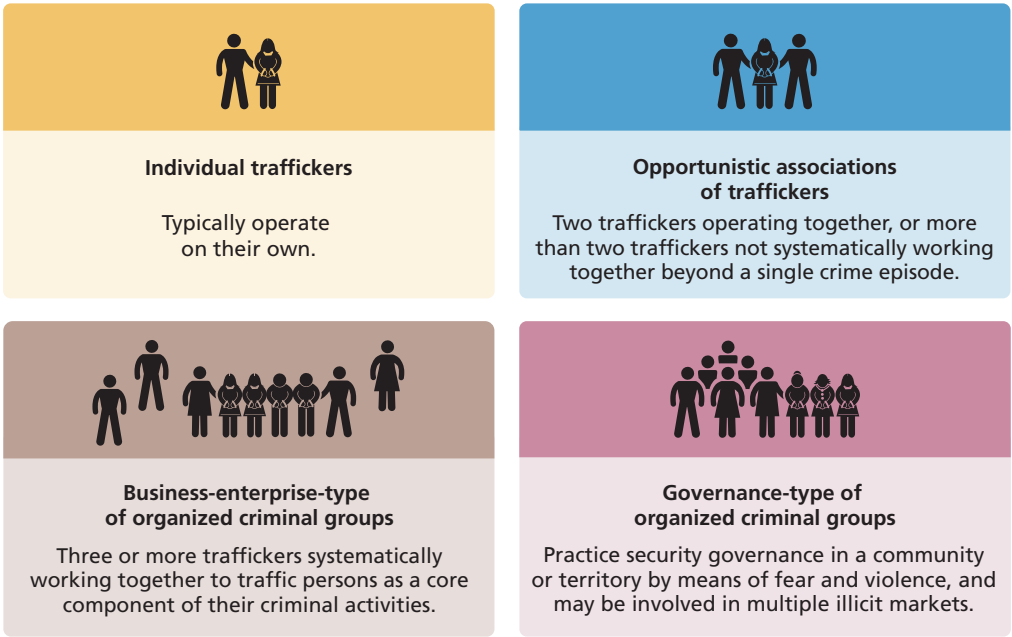 Individual traffickers
Typically operate
on their own.
Opportunistic associations
of traffickers
Two traffickers operating together, or more
than two traffickers not systematically working
together beyond a single crime episode.
Business-enterprise-type
of organized criminal groups
Three or more traffickers systematically
working together to traffic persons as a core
component of their criminal activities.
Governance-type of
organized criminal groups
Practice security governance in a community
or territory by means of fear and violence, and
may be involved in multiple illicit markets.